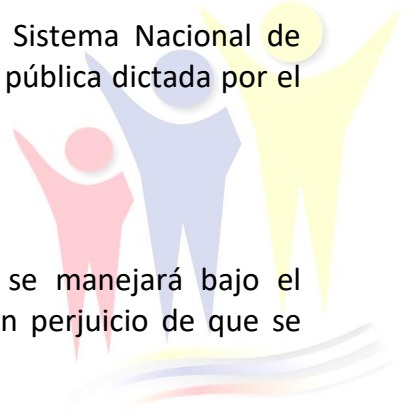 Sistema Nacional de
pública dictada por el
se manejará bajo el
n perjuicio de que se